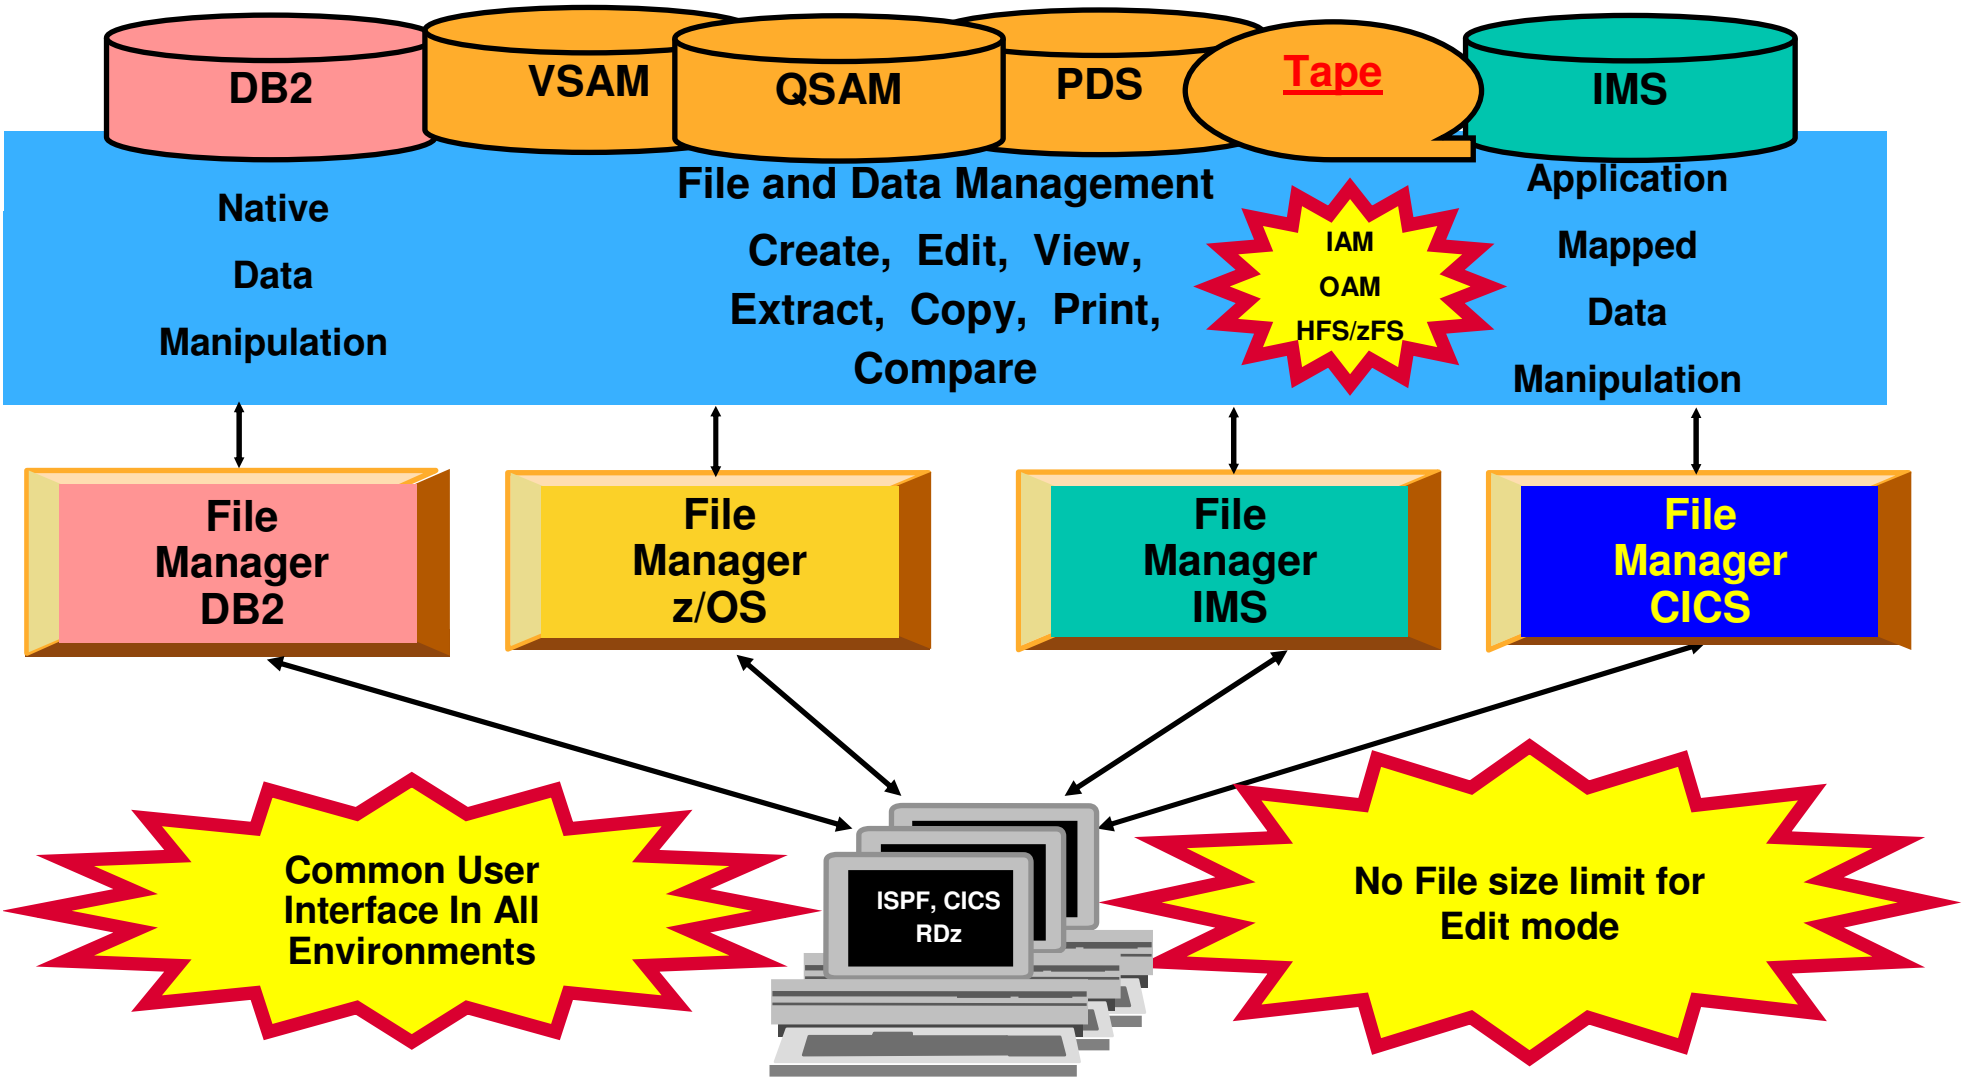 DB2
VSAM
QSAM
PDS
Tape
IMS
Native
Data
Manipulation
File and Data Management
Create, Edit, View,
Extract, Copy, Print,
Compare
IAM
OAM
HFS/zFS
Application
Mapped
Data
Manipulation
File
Manager
DB2
File
Manager
z/OS
File
Manager
IMS
File
Manager
CICS
Common User
Interface In All
Environments
ISPF, CICS
RDz
No File size limit for
Edit mode